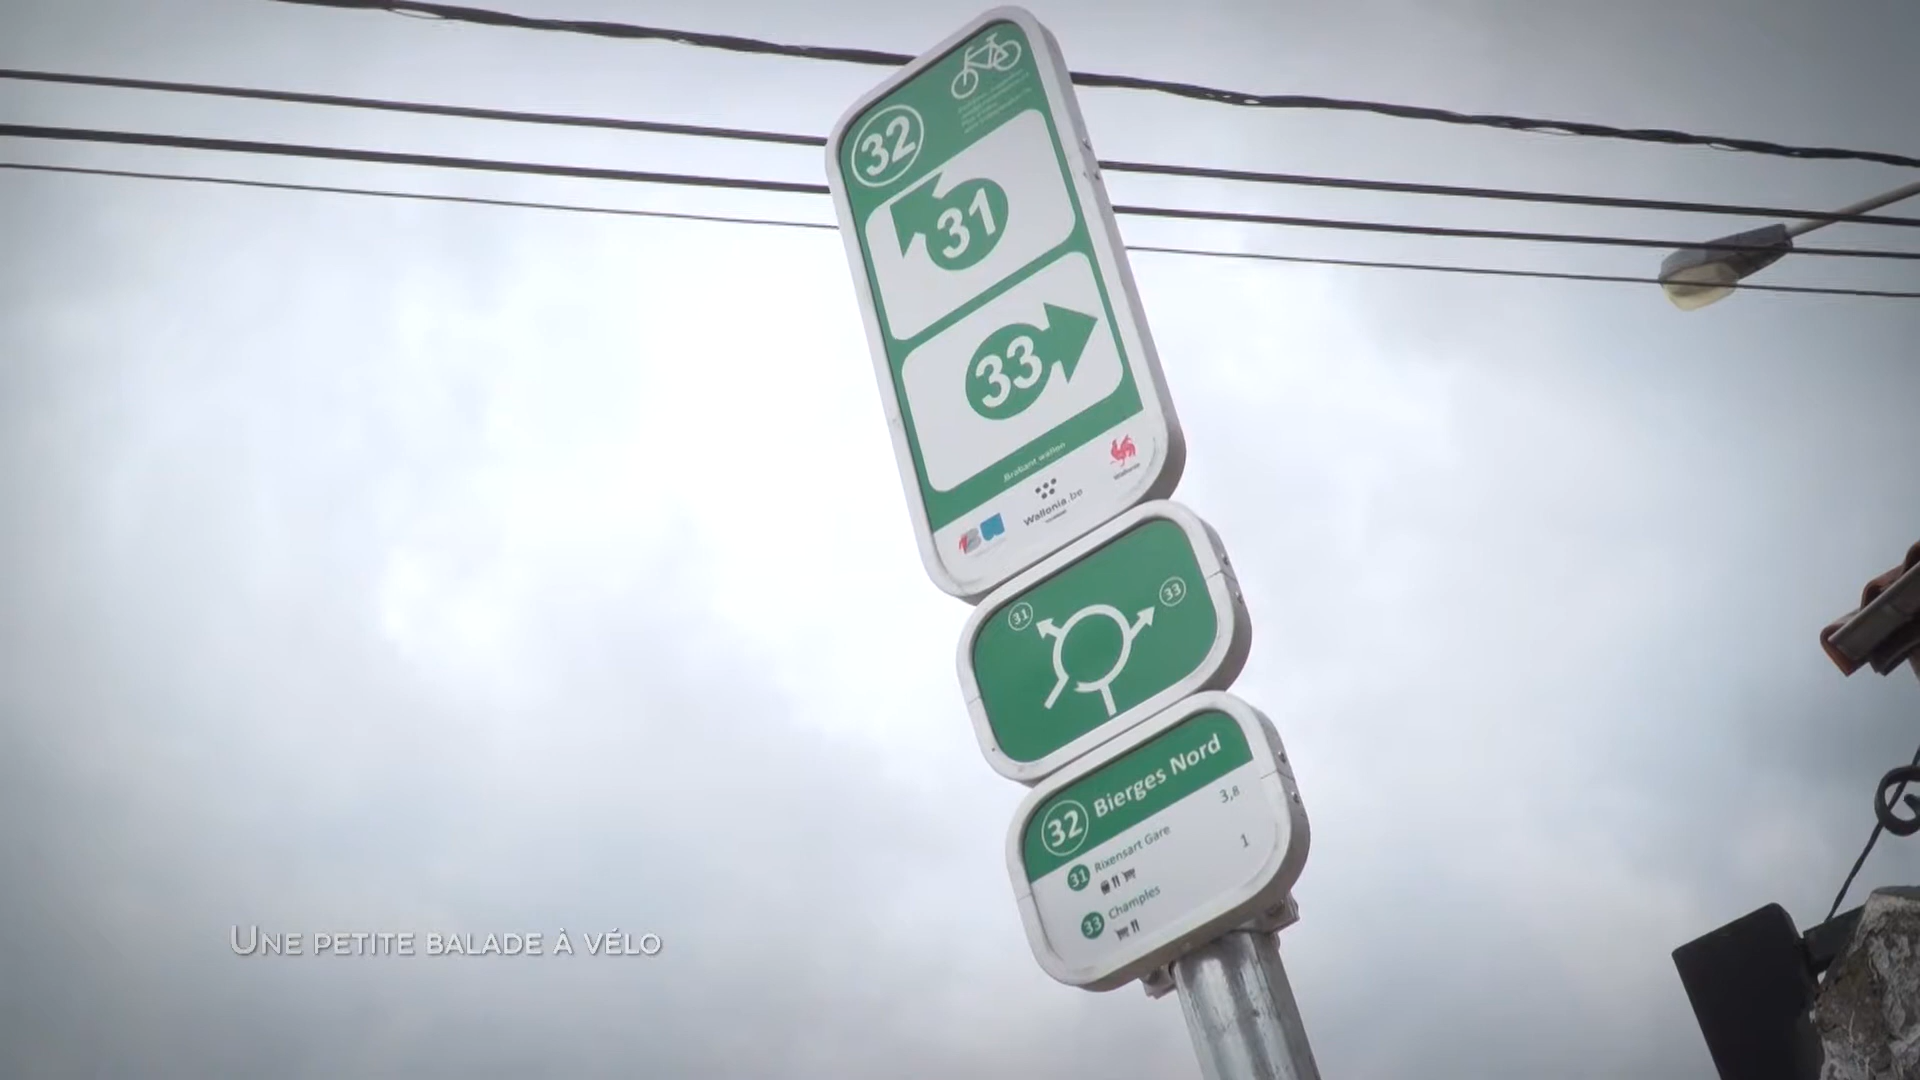 32
31
33
Brabant wallon
Wallonia.be
Wallonie
31
33
32 Bierges Nord
31 Rixensart Gare 3,8
33 Champles 1
Une petite balade à vélo